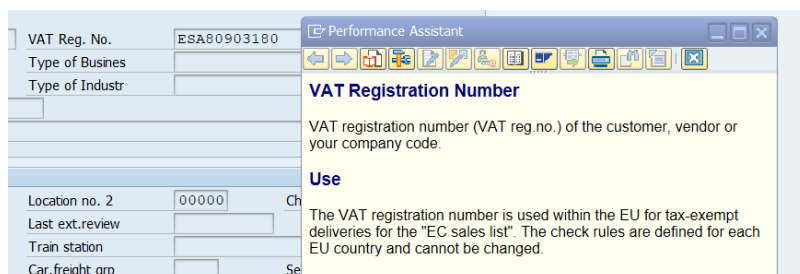 VAT Reg. No. ESA80903180
Type of Busines
Type of Industr
Location no. 2 00000 Ch
Last ext.review
Train station
Car.freight grp Se
Performance Assistant
VAT Registration Number
VAT registration number (VAT reg.no.) of the customer, vendor or
your company code.
Use
The VAT registration number is used within the EU for tax-exempt
deliveries for the "EC sales list". The check rules are defined for each
EU country and cannot be changed.